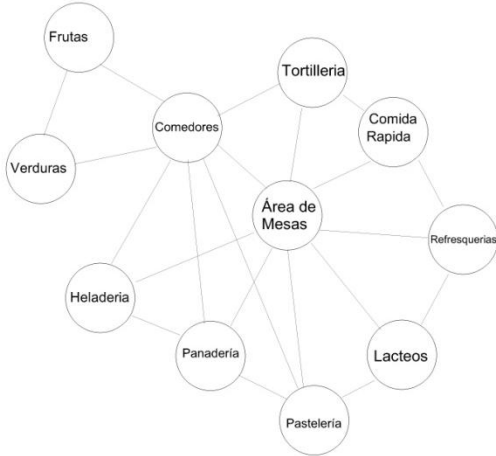 Frutas
Tortilleria
Comida
Rapida
Comedores
Verduras
Área de
Mesas
Refresquerias
Heladeria
Panadería
Lacteos
Pastelería